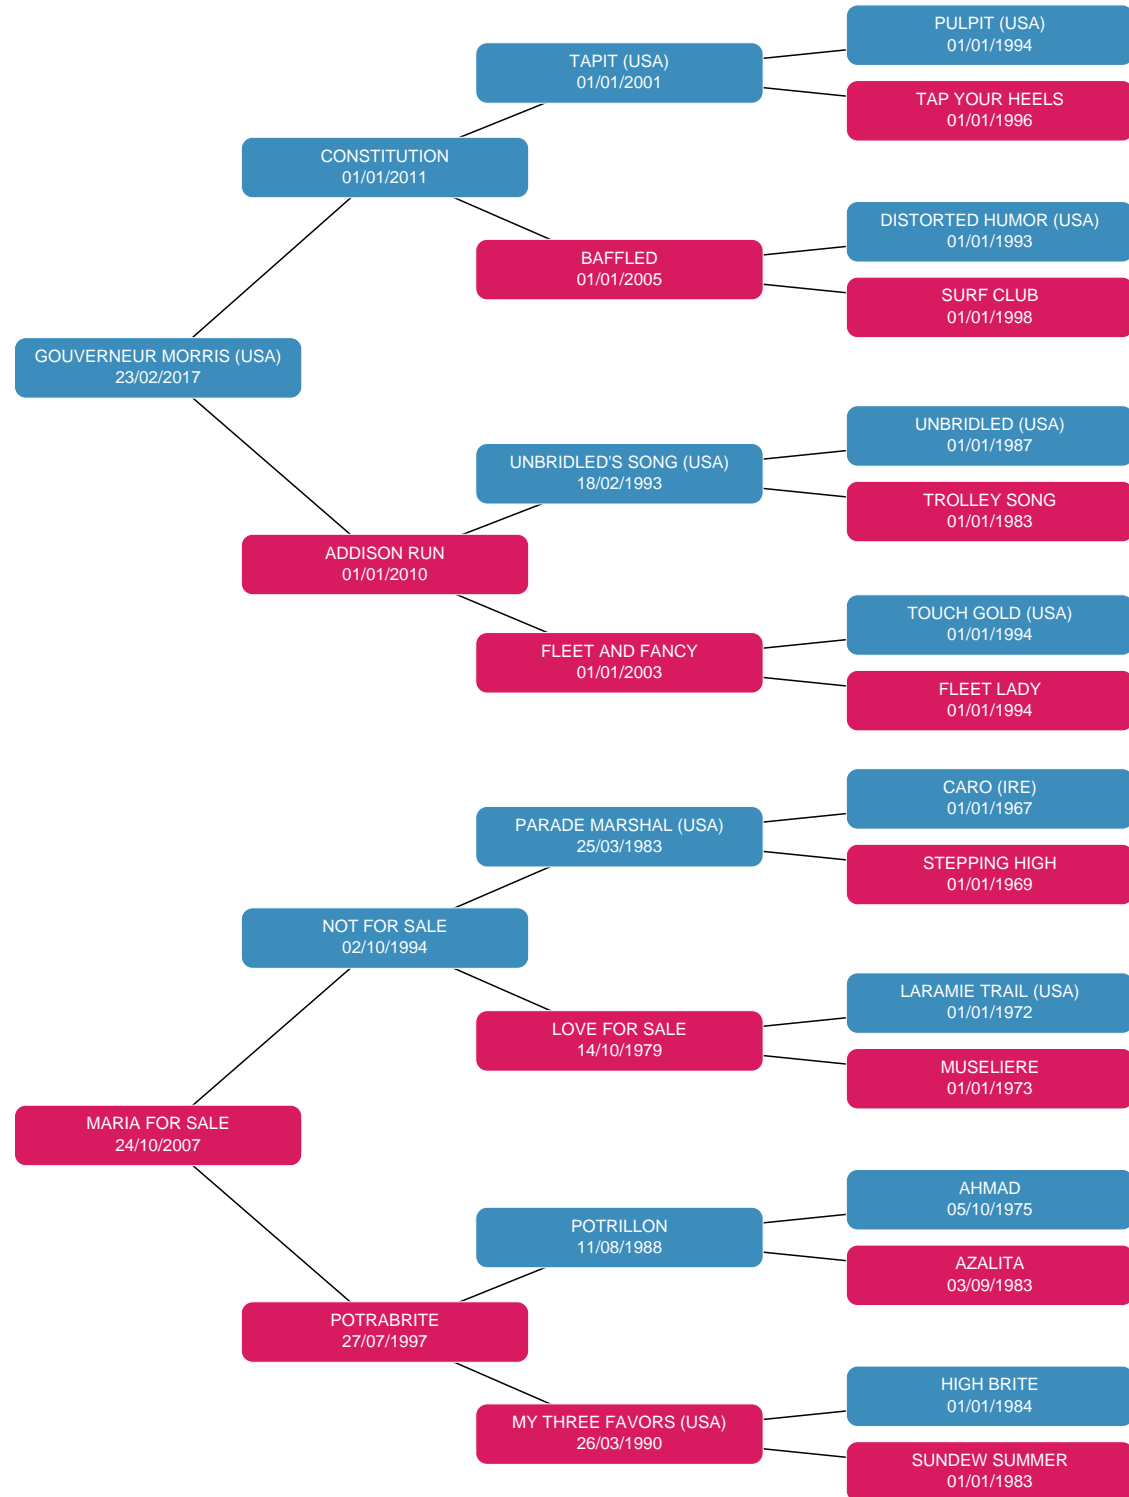 PULPIT (USA)
01/01/1994
TAPIT (USA)
01/01/2001
TAP YOUR HEELS
01/01/1996
CONSTITUTION
01/01/2011
DISTORTED HUMOR (USA)
01/01/1993
BAFFLED
01/01/2005
SURF CLUB
01/01/1998
GOUVERNEUR MORRIS (USA)
23/02/2017
UNBRIDLED (USA)
01/01/1987
UNBRIDLED'S SONG (USA)
18/02/1993
TROLLEY SONG
01/01/1983
ADDISON RUN
01/01/2010
TOUCH GOLD (USA)
01/01/1994
FLEET AND FANCY
01/01/2003
FLEET LADY
01/01/1994
CARO (IRE)
01/01/1967
PARADE MARSHAL (USA)
25/03/1983
STEPPING HIGH
01/01/1969
NOT FOR SALE
02/10/1994
LARAMIE TRAIL (USA)
01/01/1972
LOVE FOR SALE
14/10/1979
MUSELIERE
01/01/1973
MARIA FOR SALE
24/10/2007
AHMAD
05/10/1975
POTRILLON
11/08/1988
AZALITA
03/09/1983
POTRABRITE
27/07/1997
HIGH BRITE
01/01/1984
MY THREE FAVORS (USA)
26/03/1990
SUNDEW SUMMER
01/01/1983